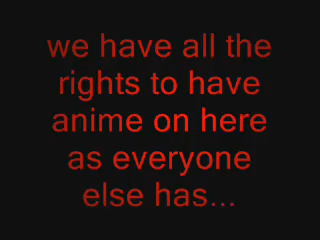 we have all the
rights to have
anime on here
as everyone
else has...